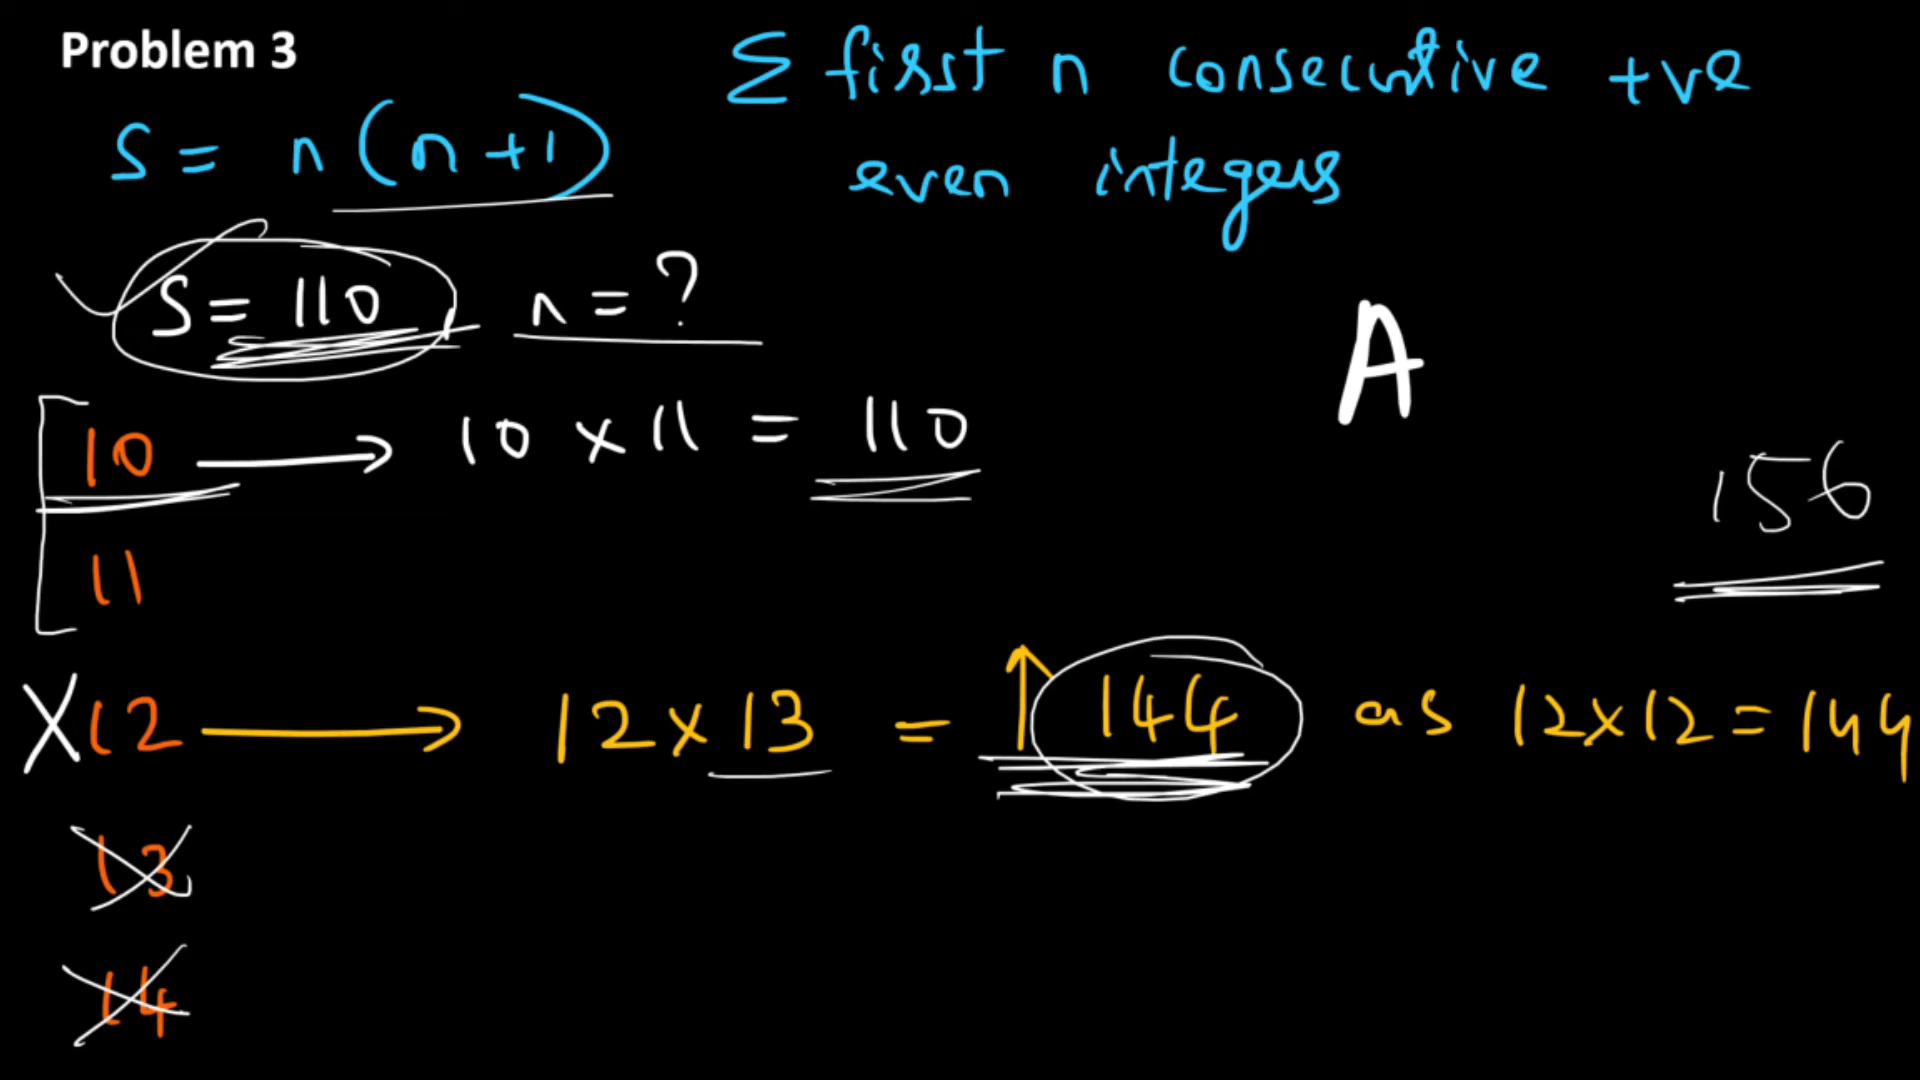 Problem 3
Σ first n consecutive +ve
even integers
S = n(n+1)
S = 110 n = ?
A
10 → 10 × 11 = 110
156
11
X 12 → 12 × 13 = ↑ 144 as 12×12 = 144
13
14